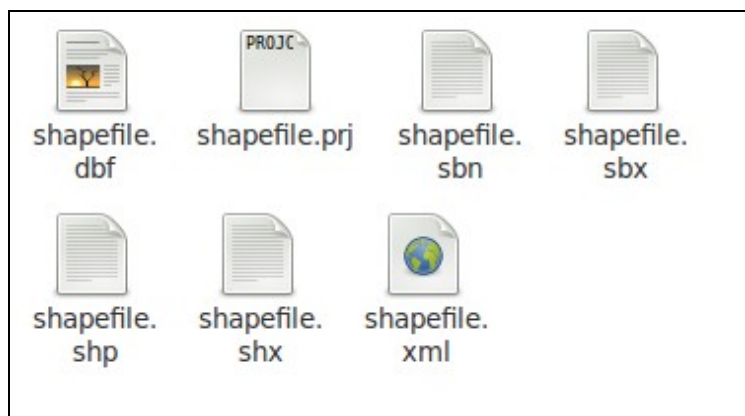 PROJC
shapefile.
dbf
shapefile.prj
shapefile.
sbn
shapefile.
sbx
shapefile.
shp
shapefile.
shx
shapefile.
xml